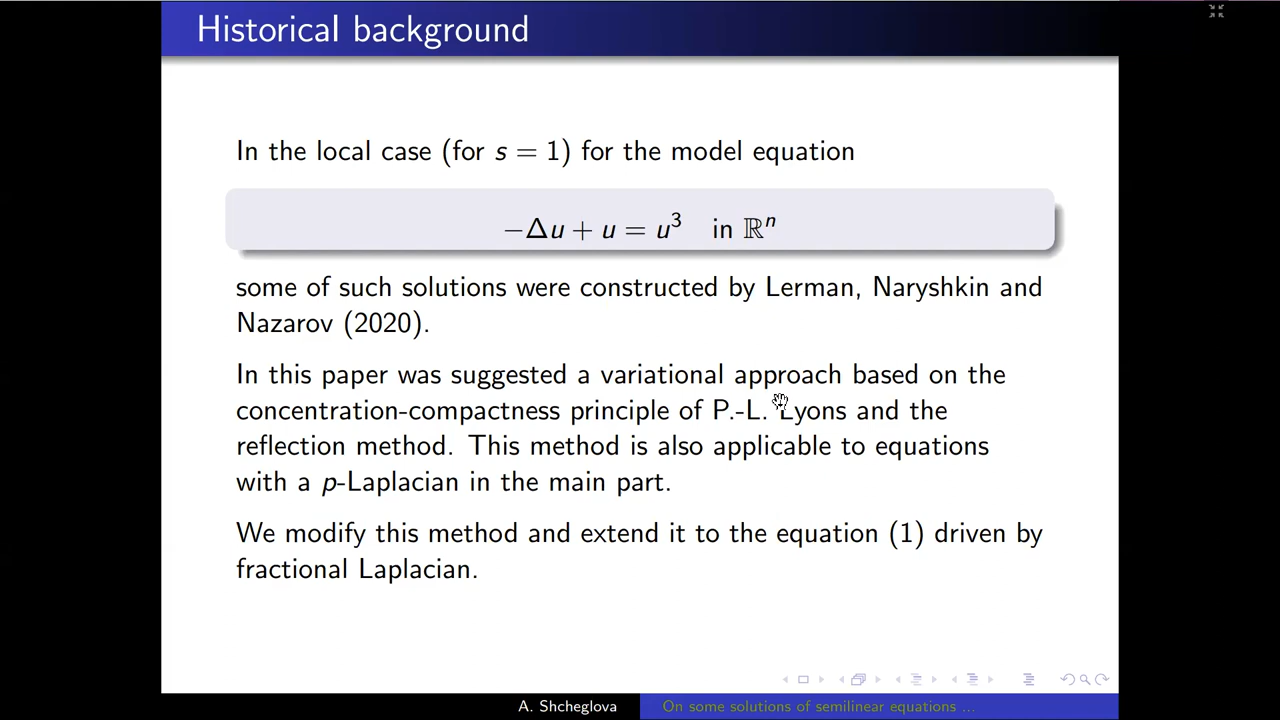 Historical background
In the local case (for s = 1) for the model equation
−Δu + u = u³ in ℝⁿ
some of such solutions were constructed by Lerman, Naryshkin and
Nazarov (2020).
In this paper was suggested a variational approach based on the
concentration-compactness principle of P.-L. Lyons and the
reflection method. This method is also applicable to equations
with a p-Laplacian in the main part.
We modify this method and extend it to the equation (1) driven by
fractional Laplacian.
A. Shcheglova
On some solutions of semilinear equations ...